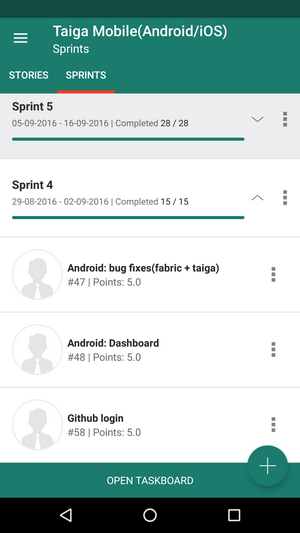 Taiga Mobile(Android/iOS)
Sprints
STORIES SPRINTS
Sprint 5
05-09-2016 - 16-09-2016 | Completed 28 / 28
Sprint 4
29-08-2016 - 02-09-2016 | Completed 15 / 15
Android: bug fixes(fabric + taiga)
#47 | Points: 5.0
Android: Dashboard
#48 | Points: 5.0
Github login
#58 | Points: 5.0
OPEN TASKBOARD